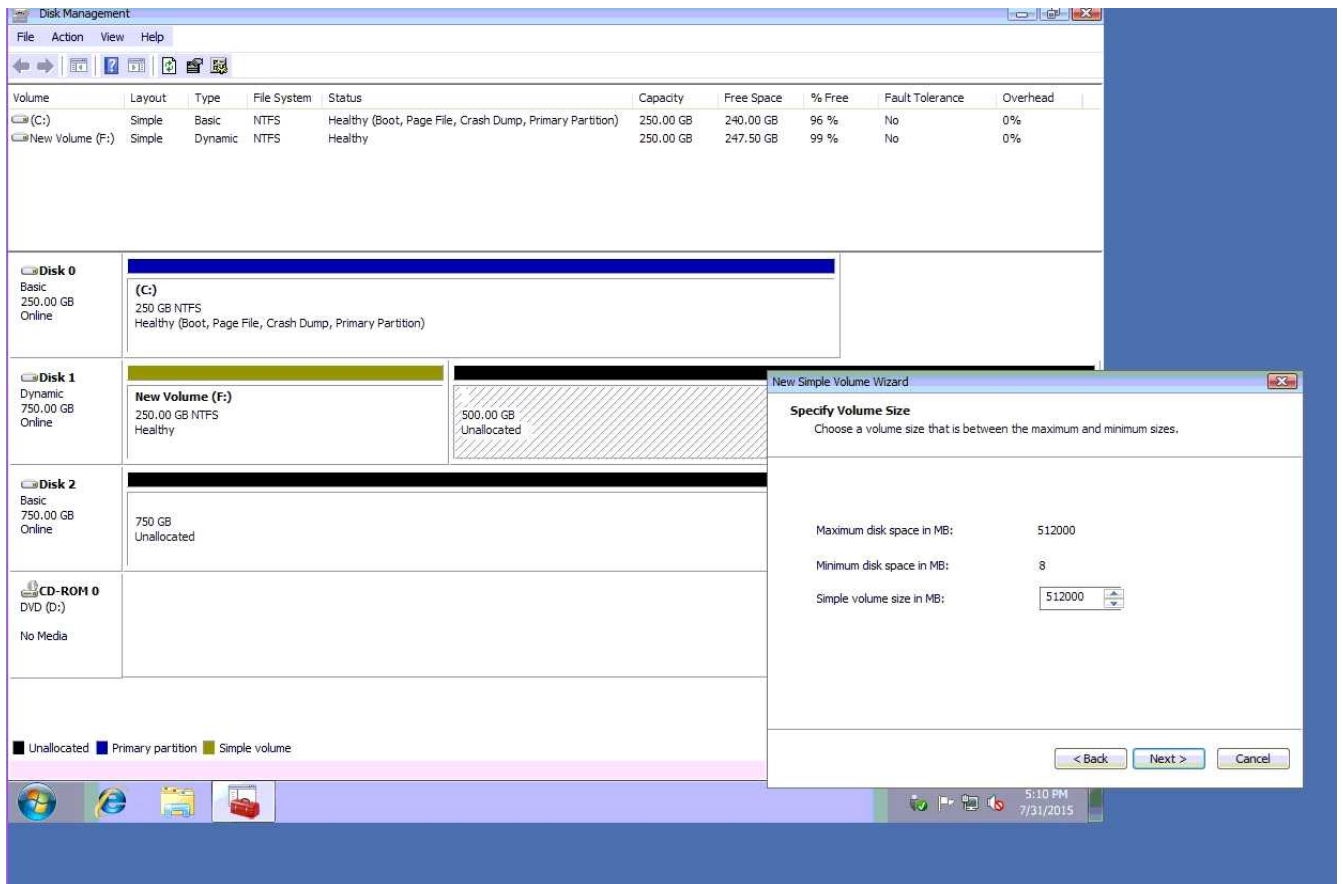 Disk Management
File Action View Help
Volume Layout Type File System Status Capacity Free Space % Free Fault Tolerance Overhead
(C:) Simple Basic NTFS Healthy (Boot, Page File, Crash Dump, Primary Partition) 250.00 GB 240.00 GB 96 % No 0%
New Volume (F:) Simple Dynamic NTFS Healthy 250.00 GB 247.50 GB 99 % No 0%
Disk 0
Basic
250.00 GB
Online
(C:)
250 GB NTFS
Healthy (Boot, Page File, Crash Dump, Primary Partition)
Disk 1
Dynamic
750.00 GB
Online
New Volume (F:)
250.00 GB NTFS
Healthy
500.00 GB
Unallocated
Disk 2
Basic
750.00 GB
Online
750 GB
Unallocated
CD-ROM 0
DVD (D:)
No Media
Unallocated Primary partition Simple volume
New Simple Volume Wizard
Specify Volume Size
Choose a volume size that is between the maximum and minimum sizes.
Maximum disk space in MB: 512000
Minimum disk space in MB: 8
Simple volume size in MB: 512000
< Back Next > Cancel
5:10 PM
7/31/2015